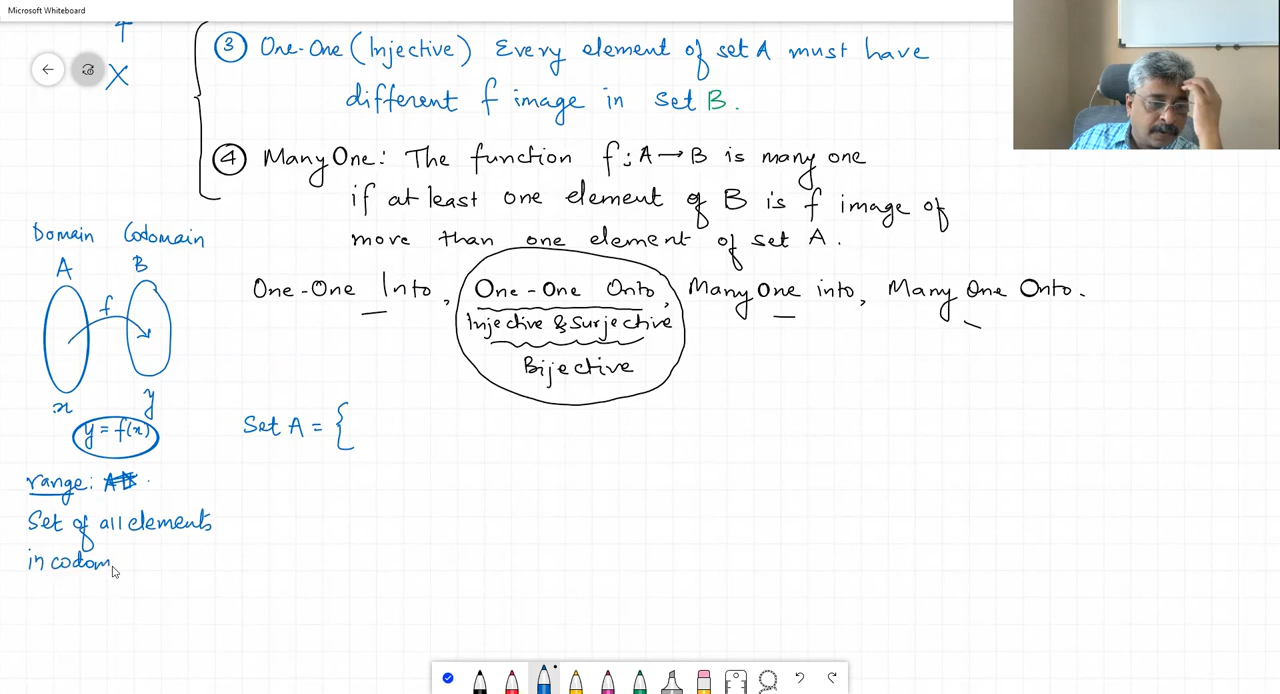 Microsoft Whiteboard
③ One-One (Injective) Every element of set A must have
different f image in set B.
X
④ Many One: The function f: A → B is many one
if at least one element of B is f image of
more than one element of set A.
Domain Codomain
A B
f
x y
y = f(x)
One-One Into, One-One Onto, Many One into, Many One Onto.
Injective & Surjective
Bijective
Set A = {
range:
Set of all elements
in codom